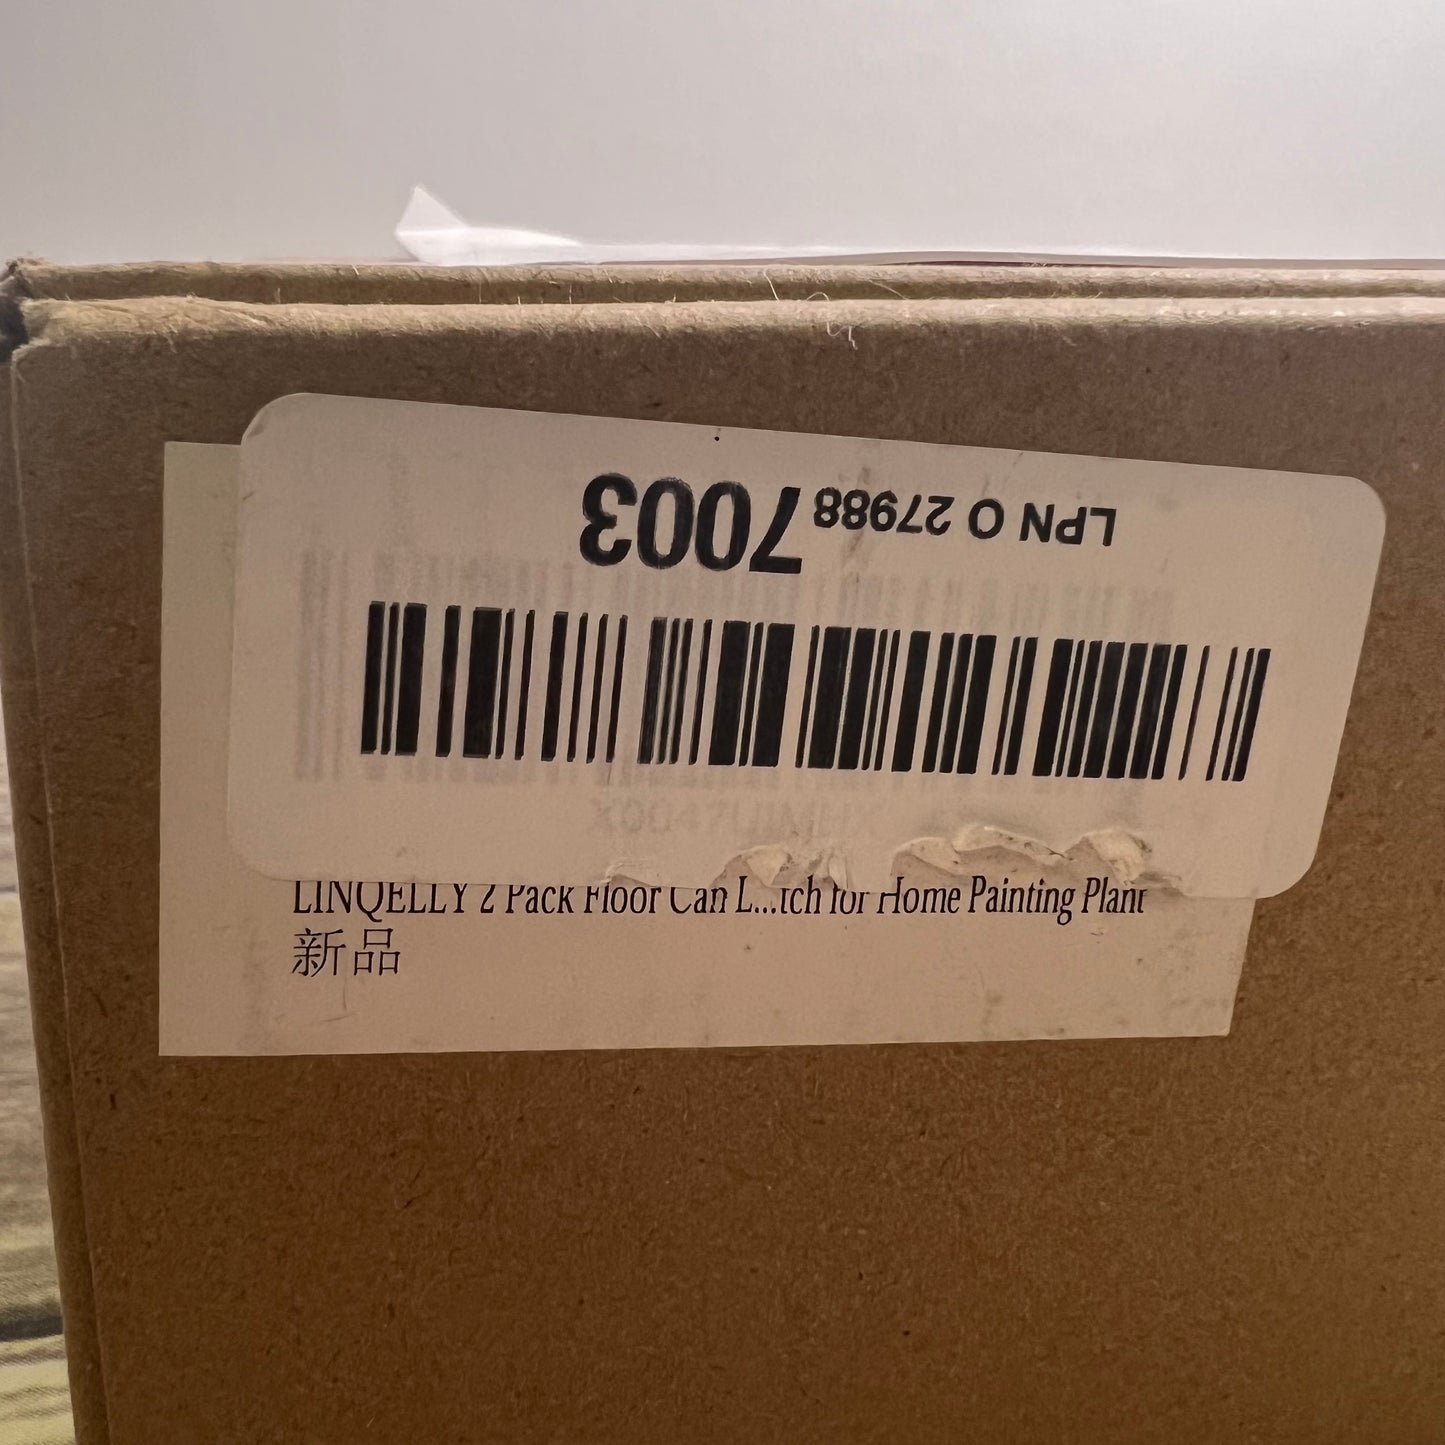 LPN O 27988 7003
LINQELLY 2 Pack Floor Can L...tch for Home Painting Plant
新品